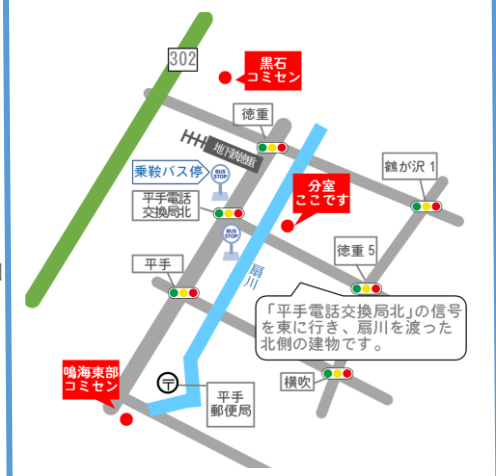 302
黒石
コミセン
徳重
地下鉄徳重
乗鞍バス停
BUS
STOP
分室
ここです
鶴が沢1
平手電話
交換局北
BUS
STOP
徳重5
平手
扇川
「平手電話交換局北」の信号
を東に行き、扇川を渡った
北側の建物です。
鳴海東部
コミセン
〒
平手
郵便局
横吹